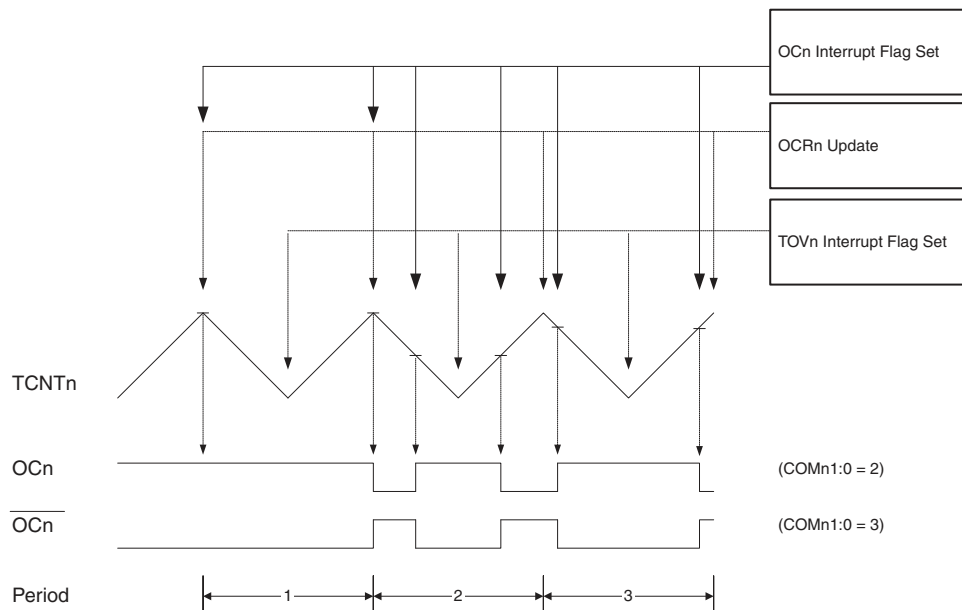 OCn Interrupt Flag Set
OCRn Update
TOVn Interrupt Flag Set
TCNTn
OCn
(COMn1:0 = 2)
OCn
(COMn1:0 = 3)
Period
1
2
3